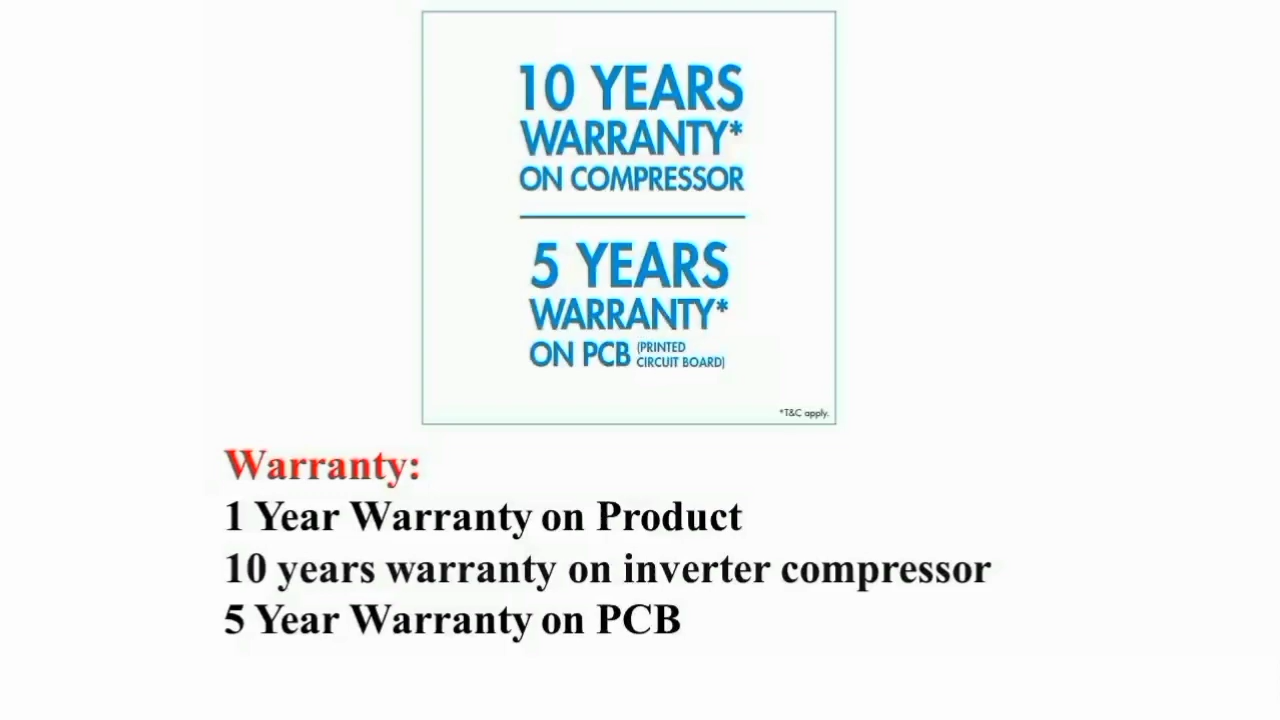 10 YEARS
WARRANTY*
ON COMPRESSOR
5 YEARS
WARRANTY*
ON PCB (PRINTED
CIRCUIT BOARD)
*T&C apply.
Warranty:
1 Year Warranty on Product
10 years warranty on inverter compressor
5 Year Warranty on PCB